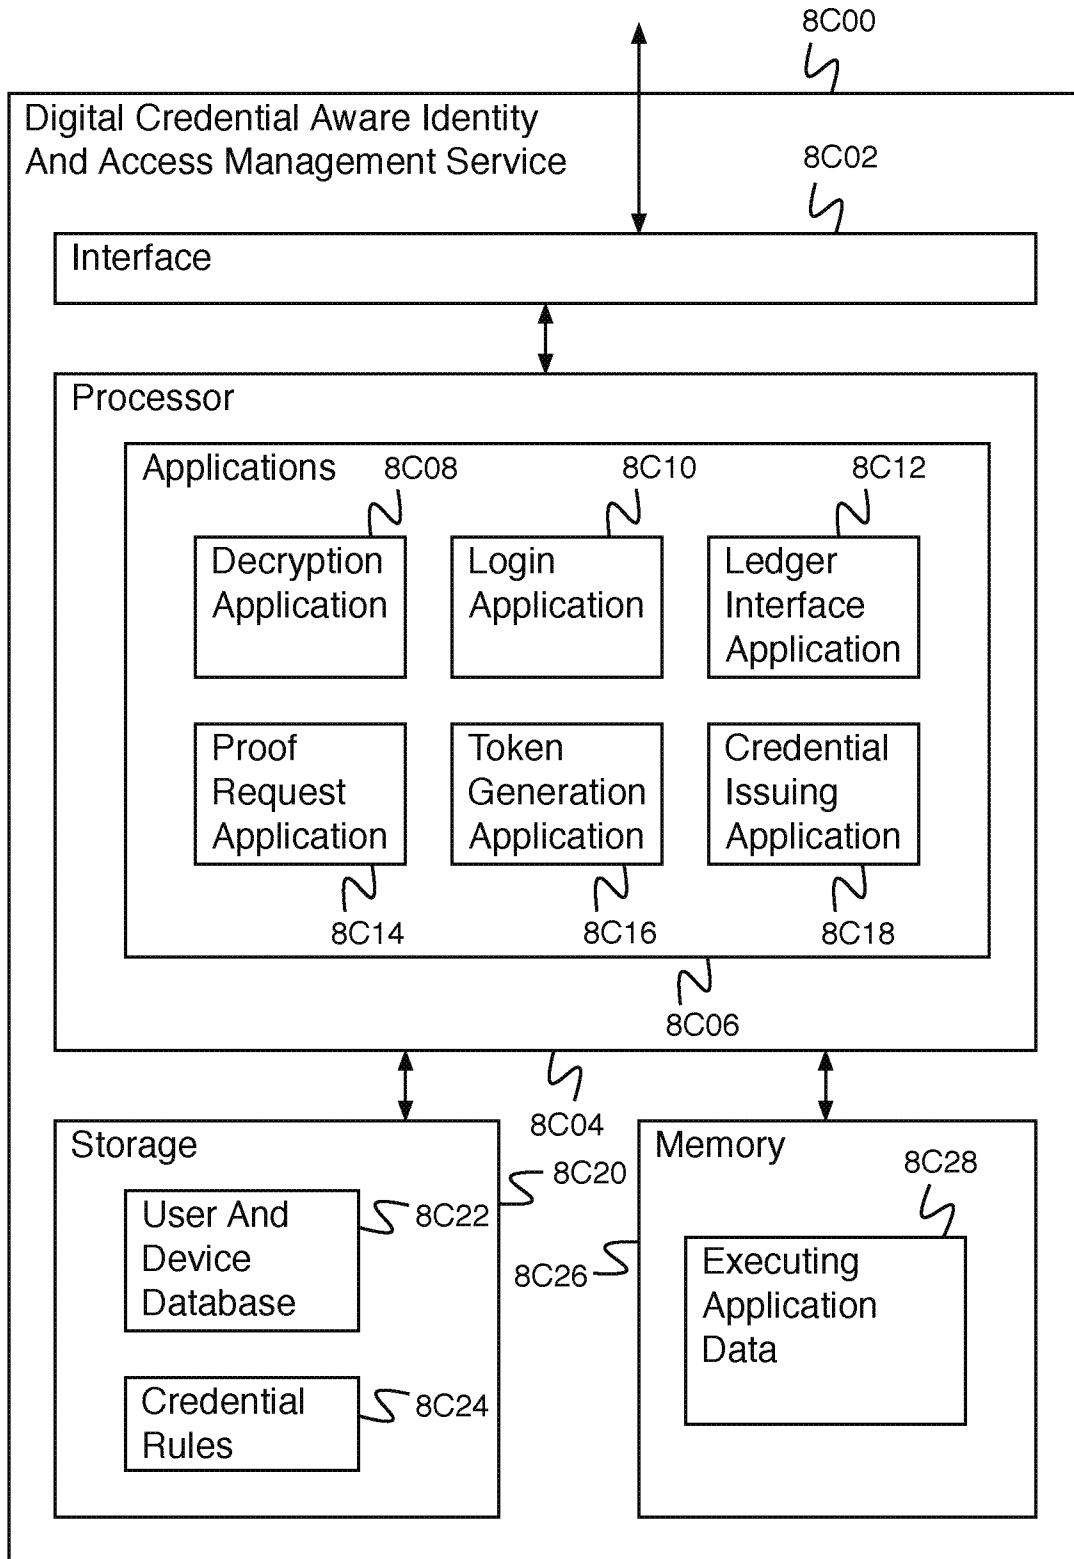 8C00
Digital Credential Aware Identity
And Access Management Service
8C02
Interface
Processor
Applications
8C08
8C10
8C12
Decryption
Application
Login
Application
Ledger
Interface
Application
Proof
Request
Application
Token
Generation
Application
Credential
Issuing
Application
8C14
8C16
8C18
8C06
8C04
Storage
8C20
User And
Device
Database
8C22
Credential
Rules
8C24
Memory
8C28
8C26
Executing
Application
Data